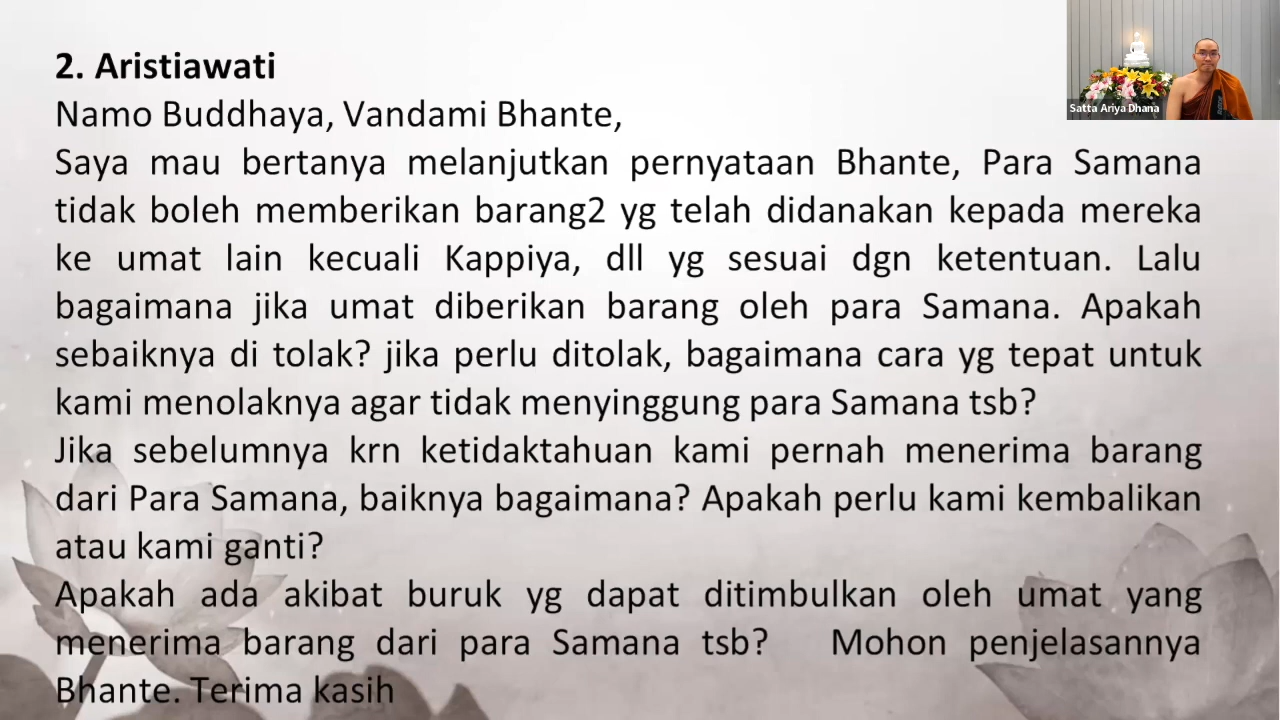 2. Aristiawati
Namo Buddhaya, Vandami Bhante,
Saya mau bertanya melanjutkan pernyataan Bhante, Para Samana
tidak boleh memberikan barang2 yg telah didanakan kepada mereka
ke umat lain kecuali Kappiya, dll yg sesuai dgn ketentuan. Lalu
bagaimana jika umat diberikan barang oleh para Samana. Apakah
sebaiknya di tolak? jika perlu ditolak, bagaimana cara yg tepat untuk
kami menolaknya agar tidak menyinggung para Samana tsb?
Jika sebelumnya krn ketidaktahuan kami pernah menerima barang
dari Para Samana, baiknya bagaimana? Apakah perlu kami kembalikan
atau kami ganti?
Apakah ada akibat buruk yg dapat ditimbulkan oleh umat yang
menerima barang dari para Samana tsb? Mohon penjelasannya
Bhante. Terima kasih
Satta Ariya Dhana